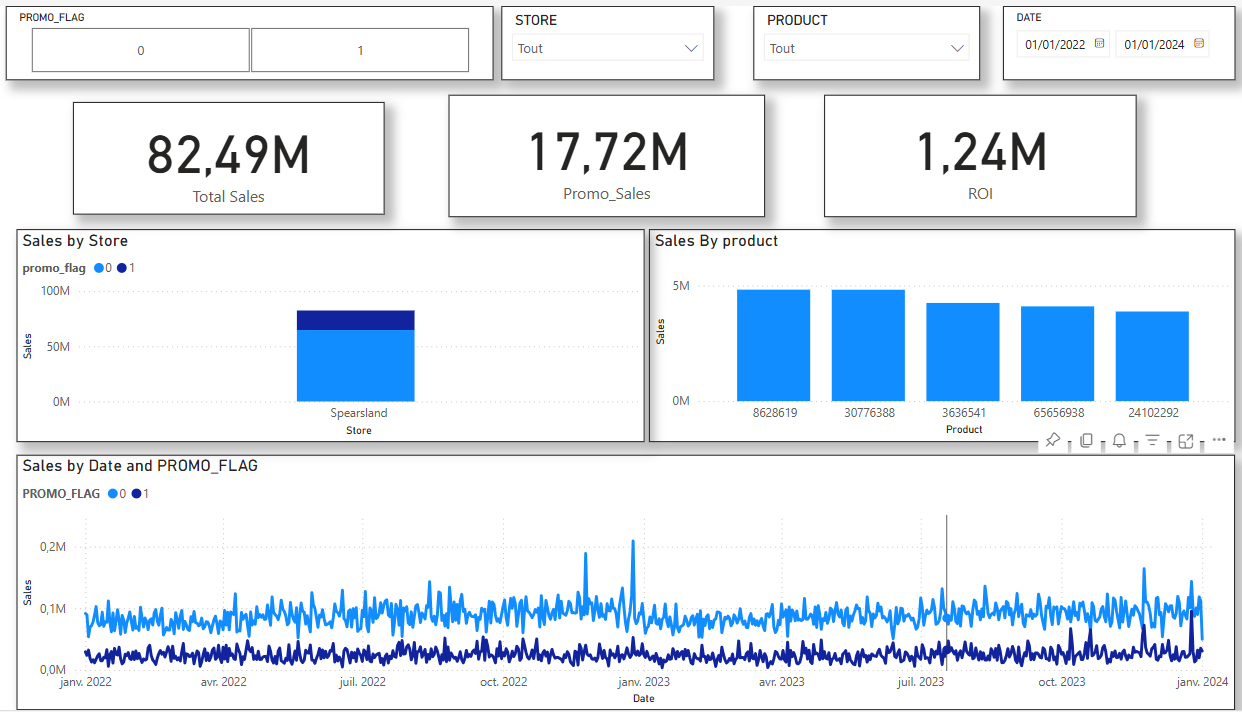 PROMO_FLAG
0
1
STORE
Tout
PRODUCT
Tout
DATE
01/01/2022
01/01/2024
82,49M
Total Sales
17,72M
Promo_Sales
1,24M
ROI
Sales by Store
promo_flag 0 1
100M
50M
0M
Sales
Spearsland
Store
Sales By product
5M
0M
Sales
8628619 30776388 3636541 65656938 24102292
Product
Sales by Date and PROMO_FLAG
PROMO_FLAG 0 1
0,2M
0,1M
0,0M
Sales
janv. 2022 avr. 2022 juil. 2022 oct. 2022 janv. 2023 avr. 2023 juil. 2023 oct. 2023 janv. 2024
Date